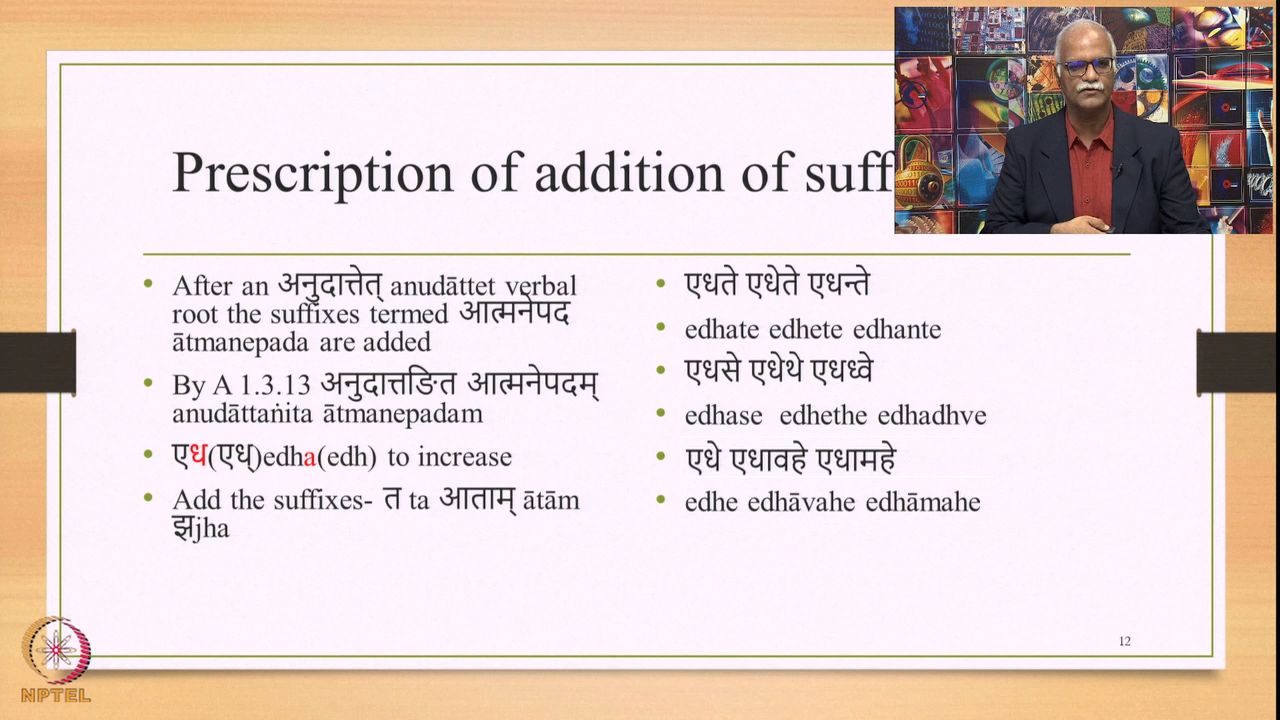 Prescription of addition of suff
After an अनुदात्तेत् anudāttet verbal
root the suffixes termed आत्मनेपद
ātmanepada are added
By A 1.3.13 अनुदात्तङित आत्मनेपदम्
anudāttaṅita ātmanepadam
एध(एध्)edha(edh) to increase
Add the suffixes- त ta आताम् ātām
झjha
एधते एधेते एधन्ते
edhate edhete edhante
एधसे एधेथे एधध्वे
edhase edhethe edhadhve
एधे एधावहे एधामहे
edhe edhāvahe edhāmahe
12
NPTEL